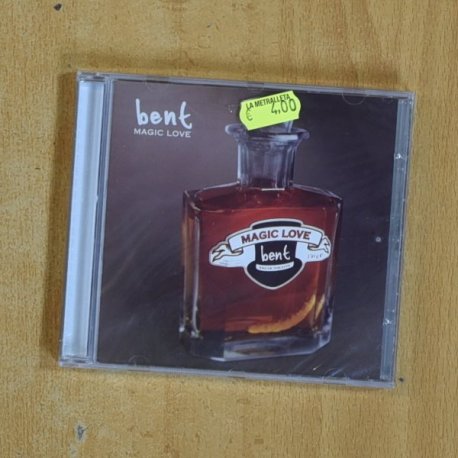 bent
MAGIC LOVE
LA METRALLETA
€ 4,00
MAGIC LOVE
bent